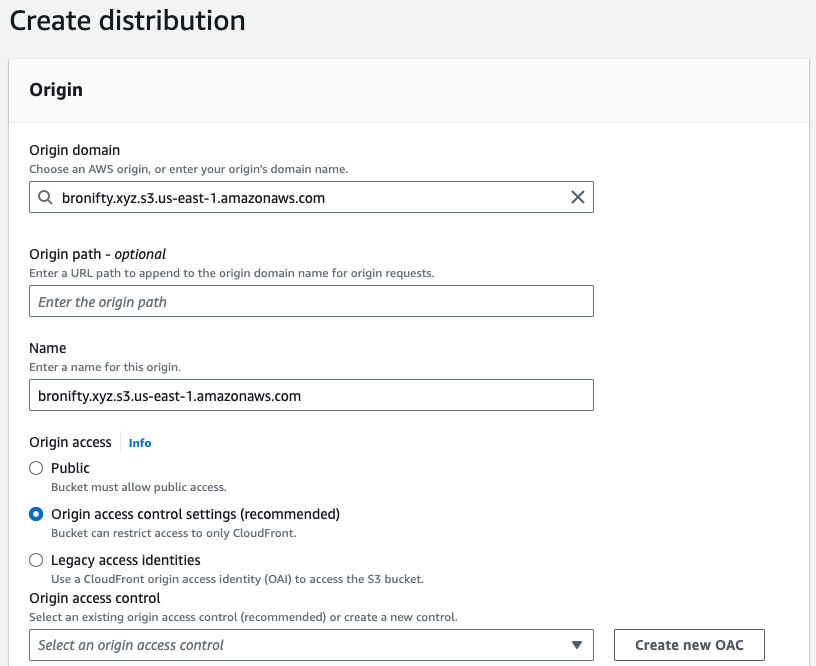 Create distribution
Origin
Origin domain
Choose an AWS origin, or enter your origin's domain name.
bronifty.xyz.s3.us-east-1.amazonaws.com
Origin path - optional
Enter a URL path to append to the origin domain name for origin requests.
Enter the origin path
Name
Enter a name for this origin.
bronifty.xyz.s3.us-east-1.amazonaws.com
Origin access Info
Public
Bucket must allow public access.
Origin access control settings (recommended)
Bucket can restrict access to only CloudFront.
Legacy access identities
Use a CloudFront origin access identity (OAI) to access the S3 bucket.
Origin access control
Select an existing origin access control (recommended) or create a new control.
Select an origin access control Create new OAC